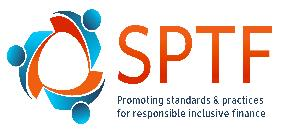 SPTF
Promoting standards & practices
for responsible inclusive finance